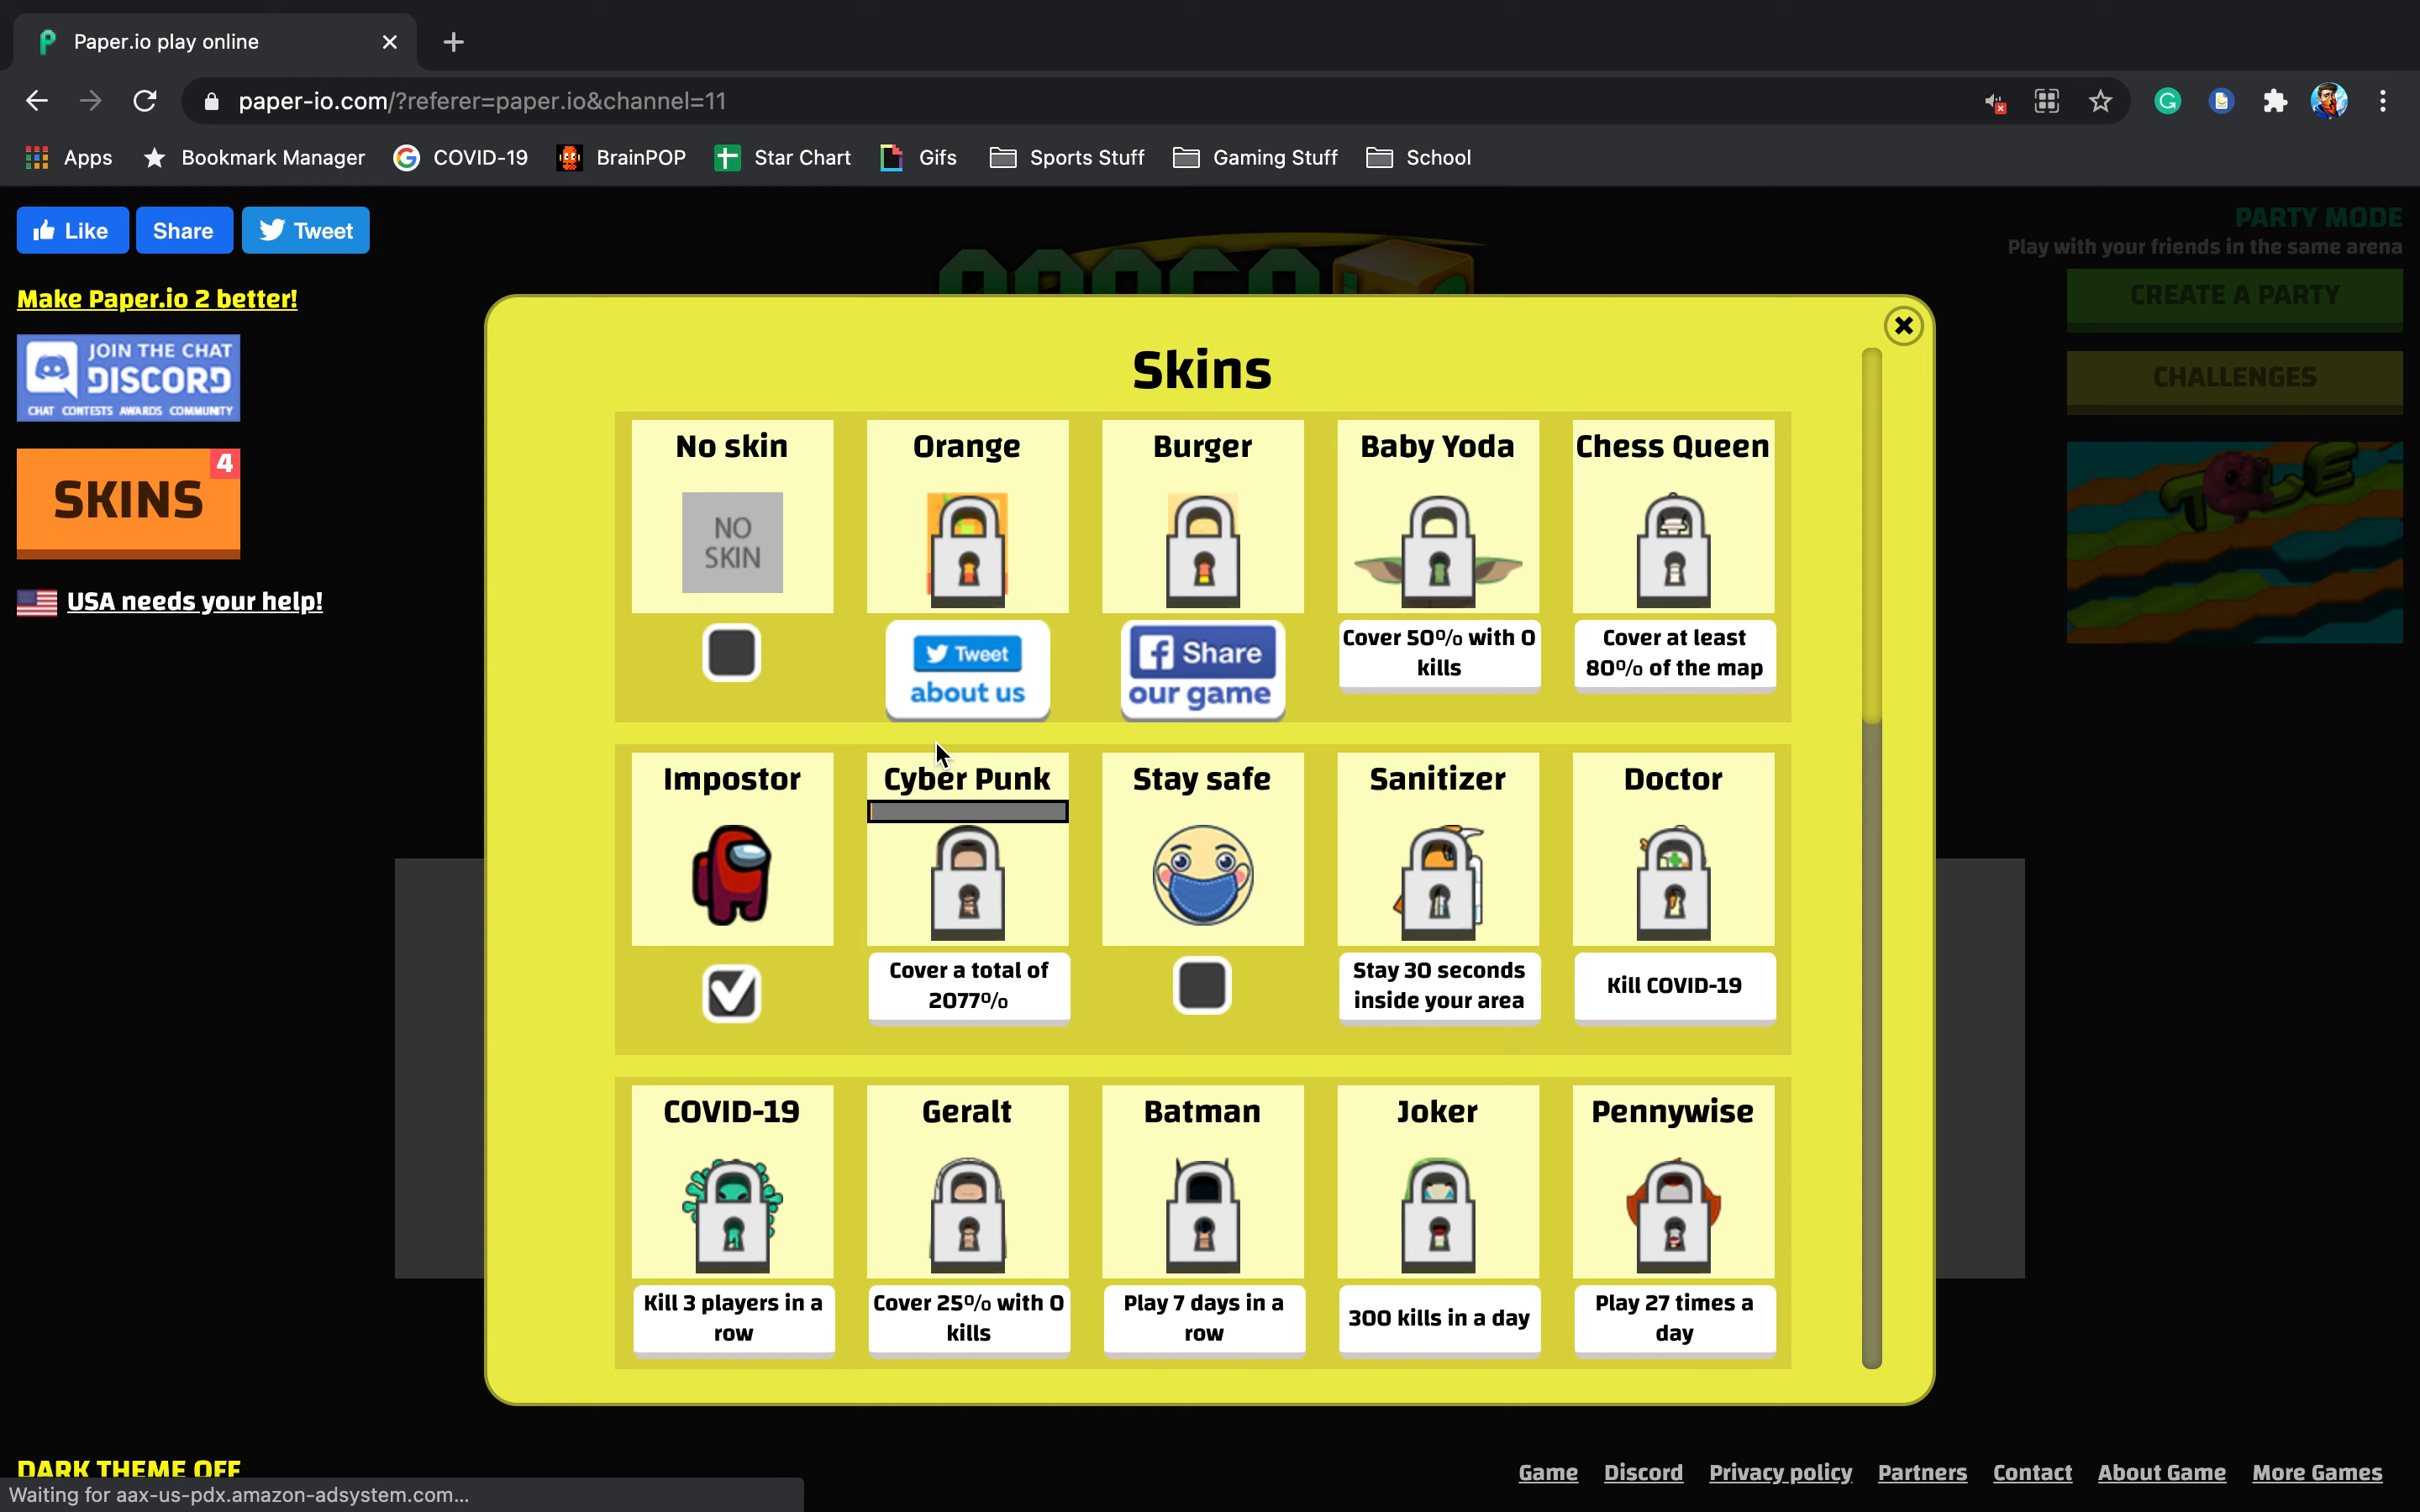 Paper.io play online
paper-io.com/?referer=paper.io&channel=11
Apps
Bookmark Manager
COVID-19
BrainPOP
Star Chart
Gifs
Sports Stuff
Gaming Stuff
School
Like
Share
Tweet
PARTY MODE
Play with your friends in the same arena
CREATE A PARTY
CHALLENGES
Make Paper.io 2 better!
JOIN THE CHAT
DISCORD
CHAT CONTESTS AWARDS COMMUNITY
SKINS
4
USA needs your help!
Skins
No skin
Orange
Burger
Baby Yoda
Chess Queen
NO
SKIN
Tweet
about us
Share
our game
Cover 50% with 0
kills
Cover at least
80% of the map
Impostor
Cyber Punk
Stay safe
Sanitizer
Doctor
Cover a total of
2077%
Stay 30 seconds
inside your area
Kill COVID-19
COVID-19
Geralt
Batman
Joker
Pennywise
Kill 3 players in a
row
Cover 25% with 0
kills
Play 7 days in a
row
300 kills in a day
Play 27 times a
day
DARK THEME OFF
Waiting for aax-us-pdx.amazon-adsystem.com...
Game
Discord
Privacy policy
Partners
Contact
About Game
More Games